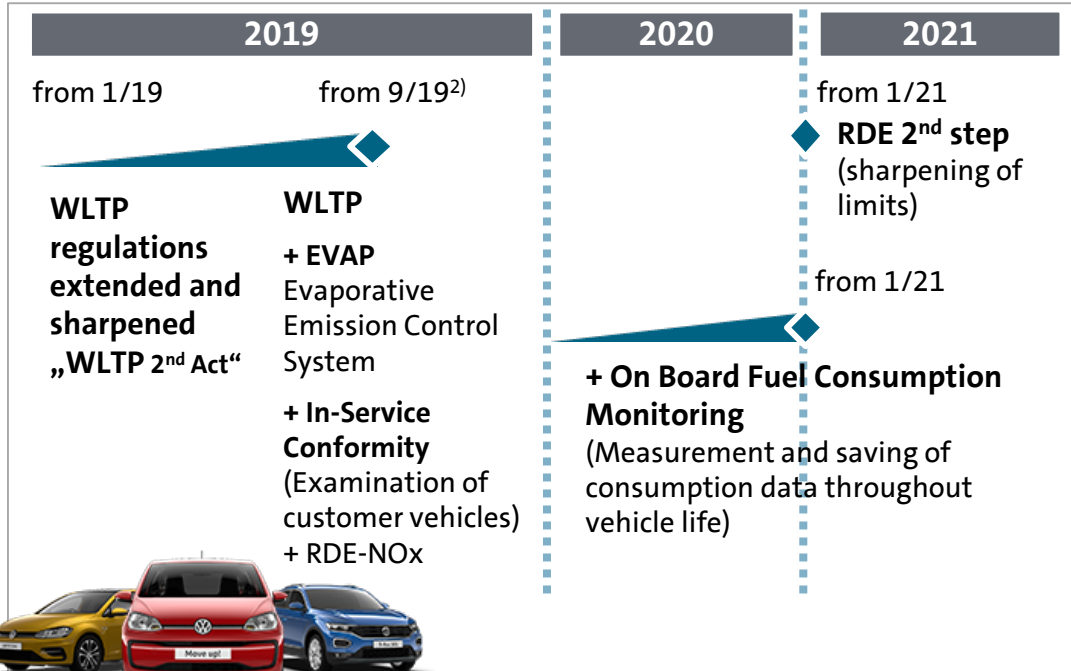 2019
2020
2021
from 1/19
from 9/19²⁾
from 1/21
WLTP
regulations
extended and
sharpened
„WLTP 2nd Act“
WLTP
+ EVAP
Evaporative
Emission Control
System
+ In-Service
Conformity
(Examination of
customer vehicles)
+ RDE-NOx
RDE 2nd step
(sharpening of
limits)
from 1/21
+ On Board Fuel Consumption
Monitoring
(Measurement and saving of
consumption data throughout
vehicle life)
Move up!